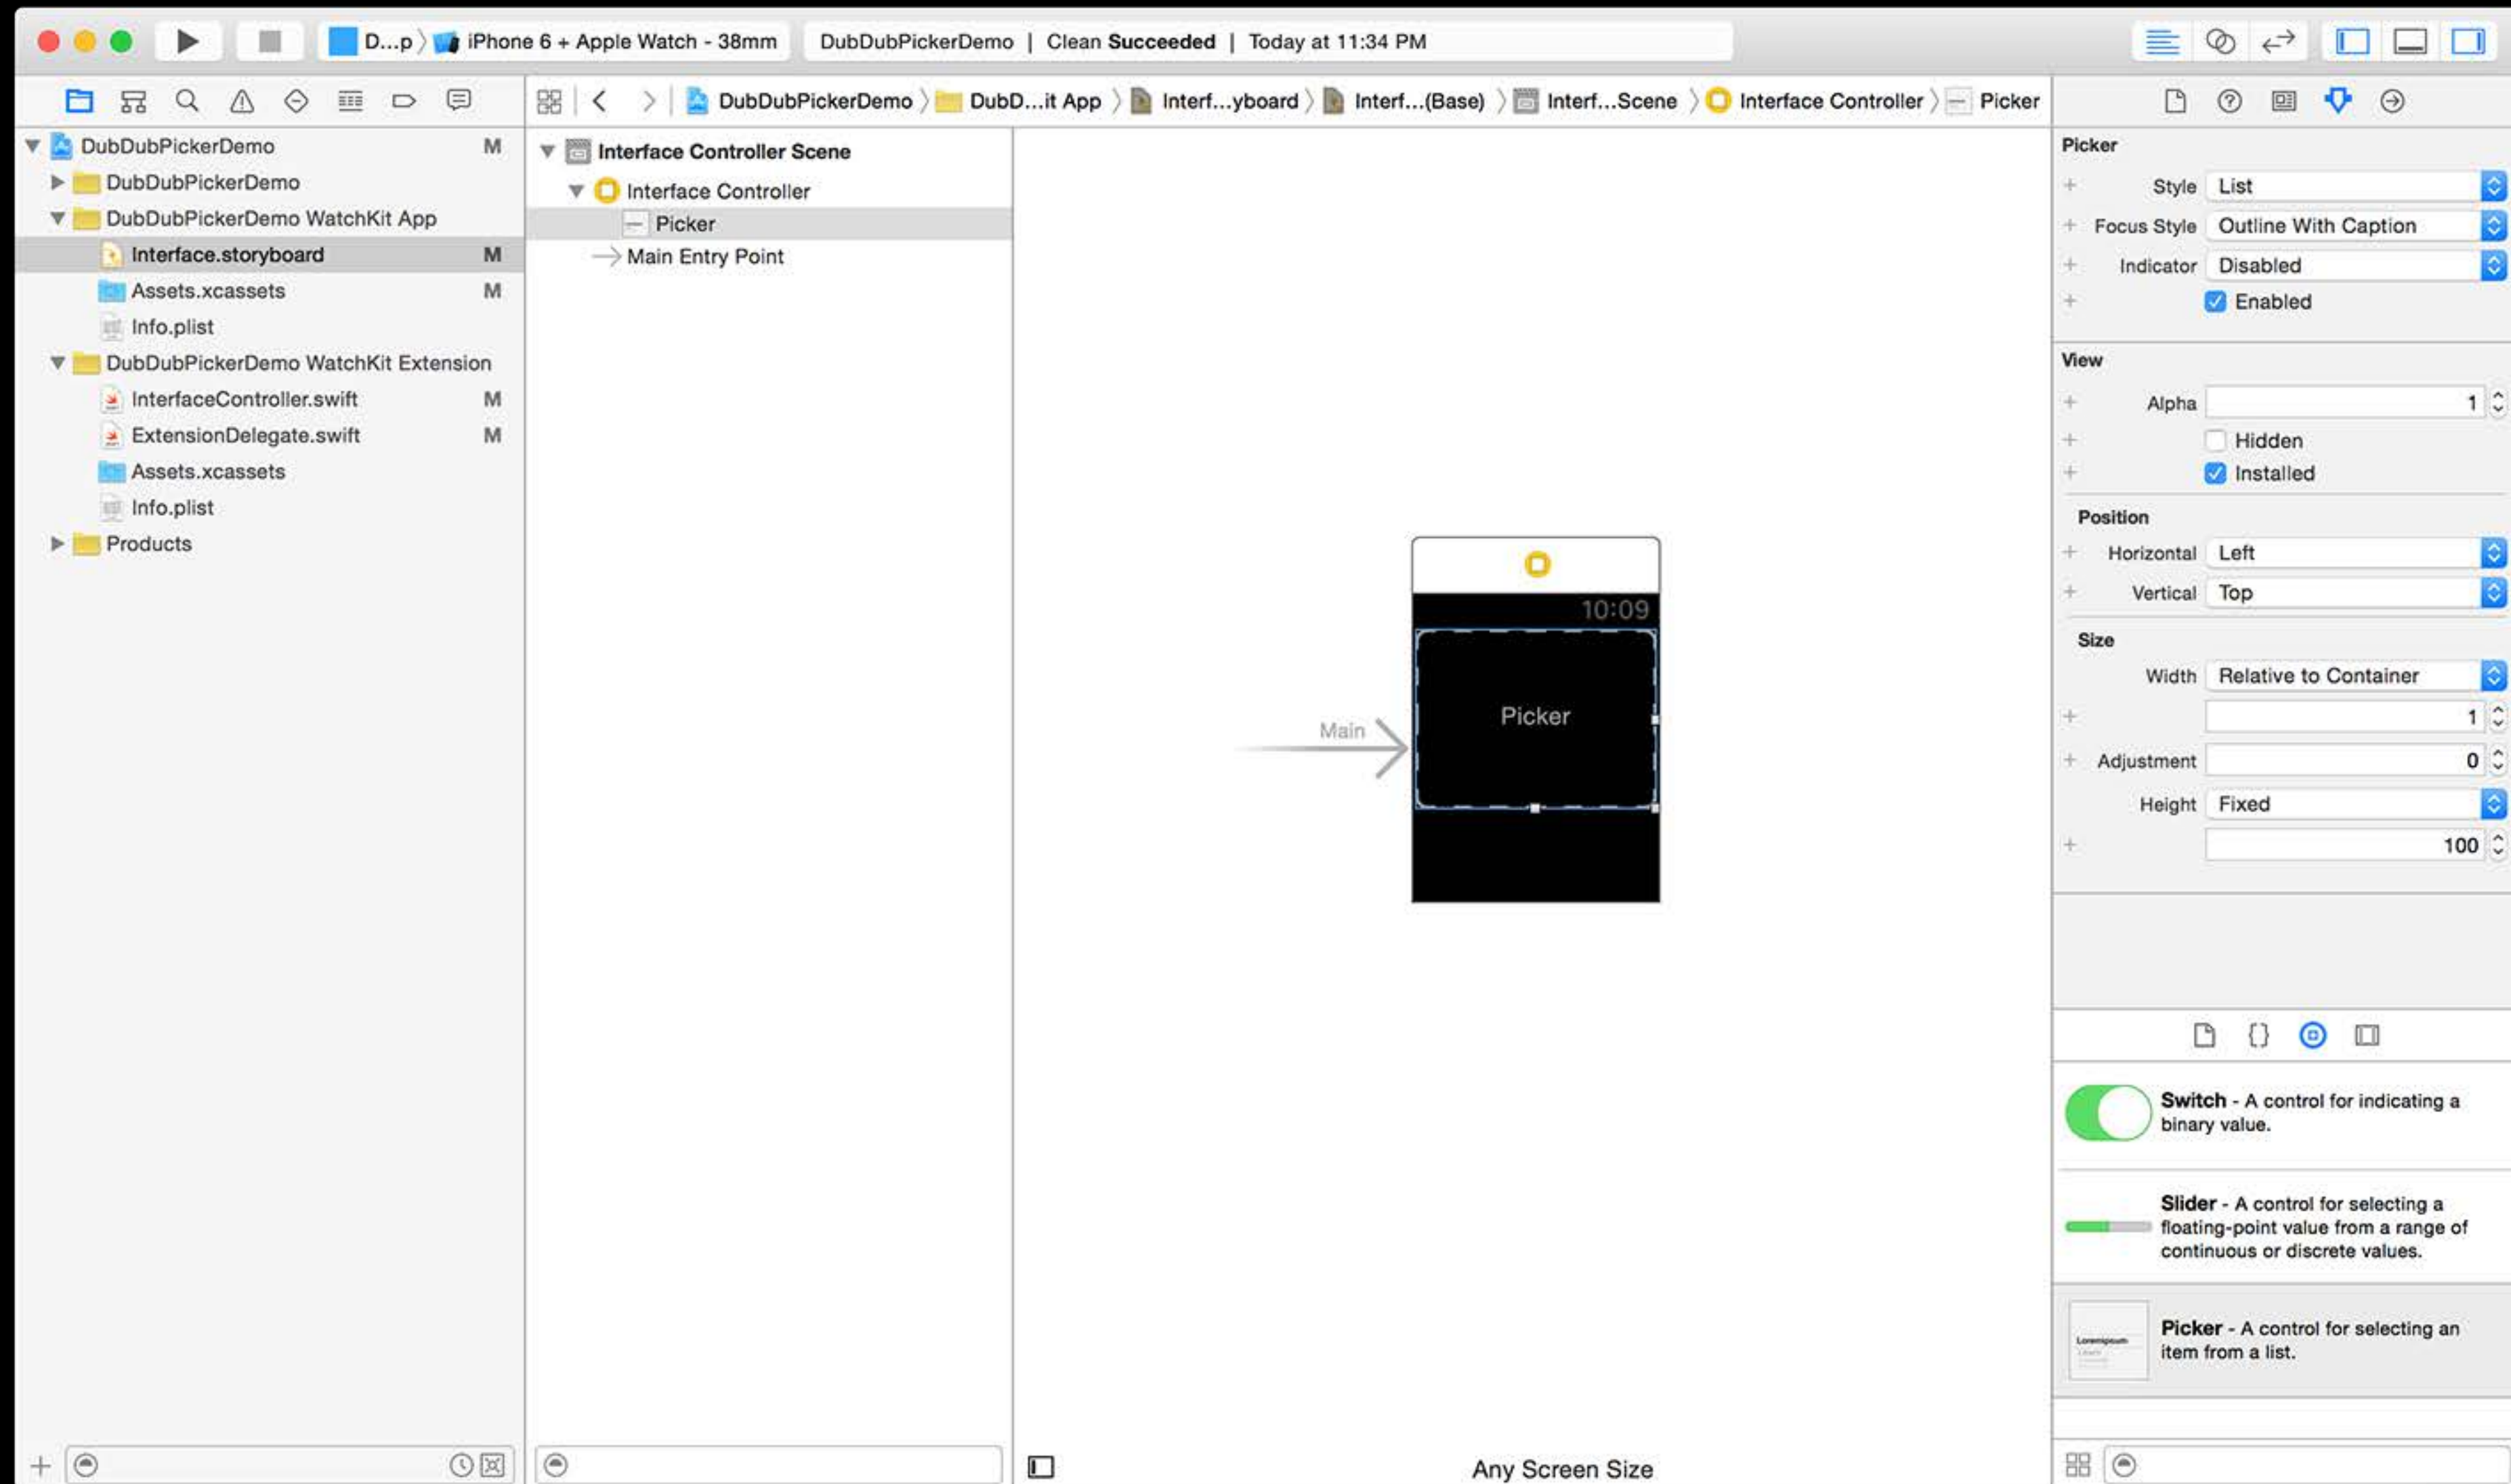 D...p
iPhone 6 + Apple Watch - 38mm
DubDubPickerDemo | Clean Succeeded | Today at 11:34 PM
DubDubPickerDemo
DubD...it App
Interf...yboard
Interf...(Base)
Interf...Scene
Interface Controller
Picker
DubDubPickerDemo M
DubDubPickerDemo
DubDubPickerDemo WatchKit App
Interface.storyboard M
Assets.xcassets M
Info.plist
DubDubPickerDemo WatchKit Extension
InterfaceController.swift M
ExtensionDelegate.swift M
Assets.xcassets
Info.plist
Products
Interface Controller Scene
Interface Controller
Picker
Main Entry Point
Main
10:09
Picker
Any Screen Size
Picker
Style List
Focus Style Outline With Caption
Indicator Disabled
Enabled
View
Alpha 1
Hidden
Installed
Position
Horizontal Left
Vertical Top
Size
Width Relative to Container
1
Adjustment 0
Height Fixed
100
Switch - A control for indicating a
binary value.
Slider - A control for selecting a
floating-point value from a range of
continuous or discrete values.
Loremipsum
Picker - A control for selecting an
item from a list.